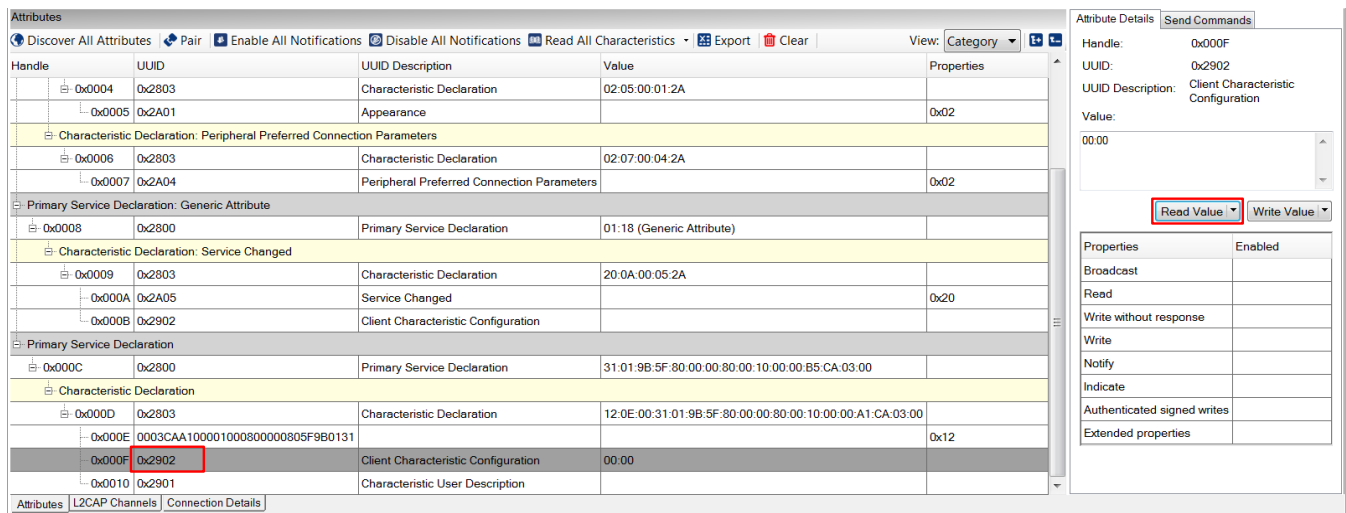 Attributes
Discover All Attributes Pair Enable All Notifications Disable All Notifications Read All Characteristics Export Clear View: Category
Handle UUID UUID Description Value Properties
0x0004 0x2803 Characteristic Declaration 02:05:00:01:2A
0x0005 0x2A01 Appearance 0x02
Characteristic Declaration: Peripheral Preferred Connection Parameters
0x0006 0x2803 Characteristic Declaration 02:07:00:04:2A
0x0007 0x2A04 Peripheral Preferred Connection Parameters 0x02
Primary Service Declaration: Generic Attribute
0x0008 0x2800 Primary Service Declaration 01:18 (Generic Attribute)
Characteristic Declaration: Service Changed
0x0009 0x2803 Characteristic Declaration 20:0A:00:05:2A
0x000A 0x2A05 Service Changed 0x20
0x000B 0x2902 Client Characteristic Configuration
Primary Service Declaration
0x000C 0x2800 Primary Service Declaration 31:01:9B:5F:80:00:00:80:00:10:00:00:B5:CA:03:00
Characteristic Declaration
0x000D 0x2803 Characteristic Declaration 12:0E:00:31:01:9B:5F:80:00:00:80:00:10:00:00:A1:CA:03:00
0x000E 0003CAA100001000800000805F9B0131 0x12
0x000F 0x2902 Client Characteristic Configuration 00:00
0x0010 0x2901 Characteristic User Description
Attributes L2CAP Channels Connection Details
Attribute Details Send Commands
Handle: 0x000F
UUID: 0x2902
UUID Description: Client Characteristic
Configuration
Value:
00:00
Read Value Write Value
Properties Enabled
Broadcast
Read
Write without response
Write
Notify
Indicate
Authenticated signed writes
Extended properties